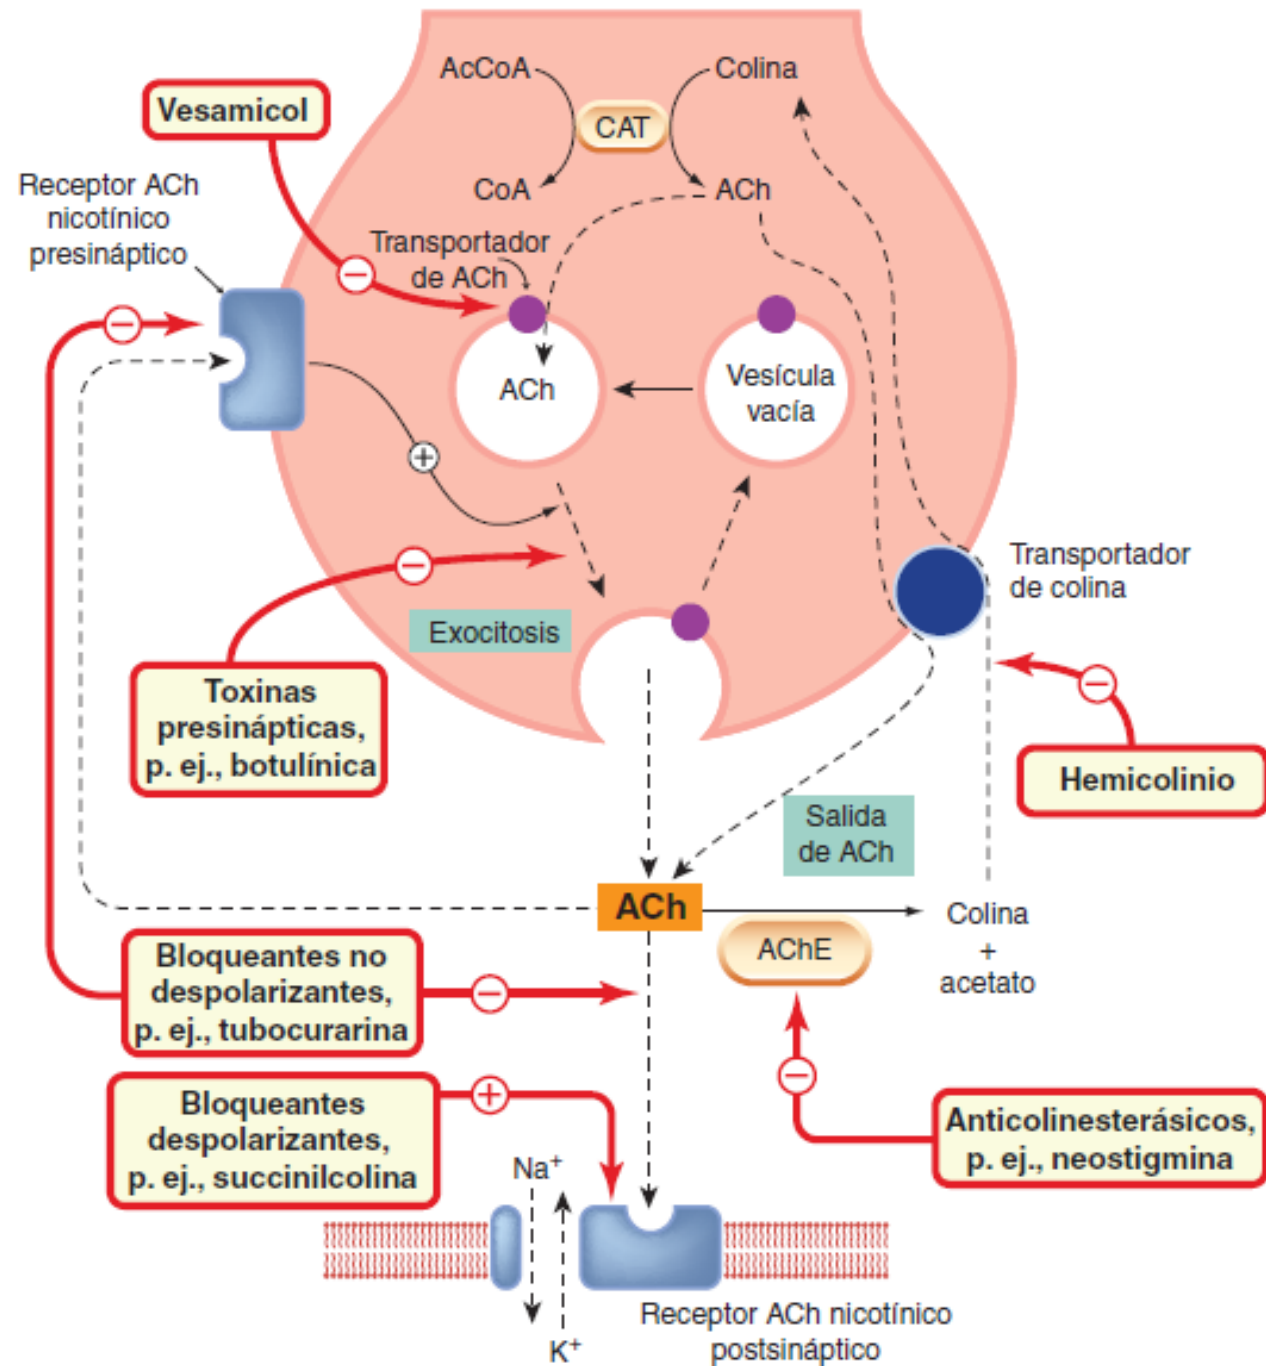 AcCoA
Colina
Vesamicol
CAT
Receptor ACh
nicotínico
presináptico
CoA
ACh
Transportador
de ACh
−
−
ACh
Vesícula
vacía
+
−
Transportador
de colina
Exocitosis
Toxinas
presinápticas,
p. ej., botulínica
−
Hemicolinio
Salida
de ACh
ACh
Colina
+
acetato
AChE
Bloqueantes no
despolarizantes,
p. ej., tubocurarina
−
−
Bloqueantes
despolarizantes,
p. ej., succinilcolina
+
Anticolinesterásicos,
p. ej., neostigmina
Na⁺
K⁺
Receptor ACh nicotínico
postsináptico